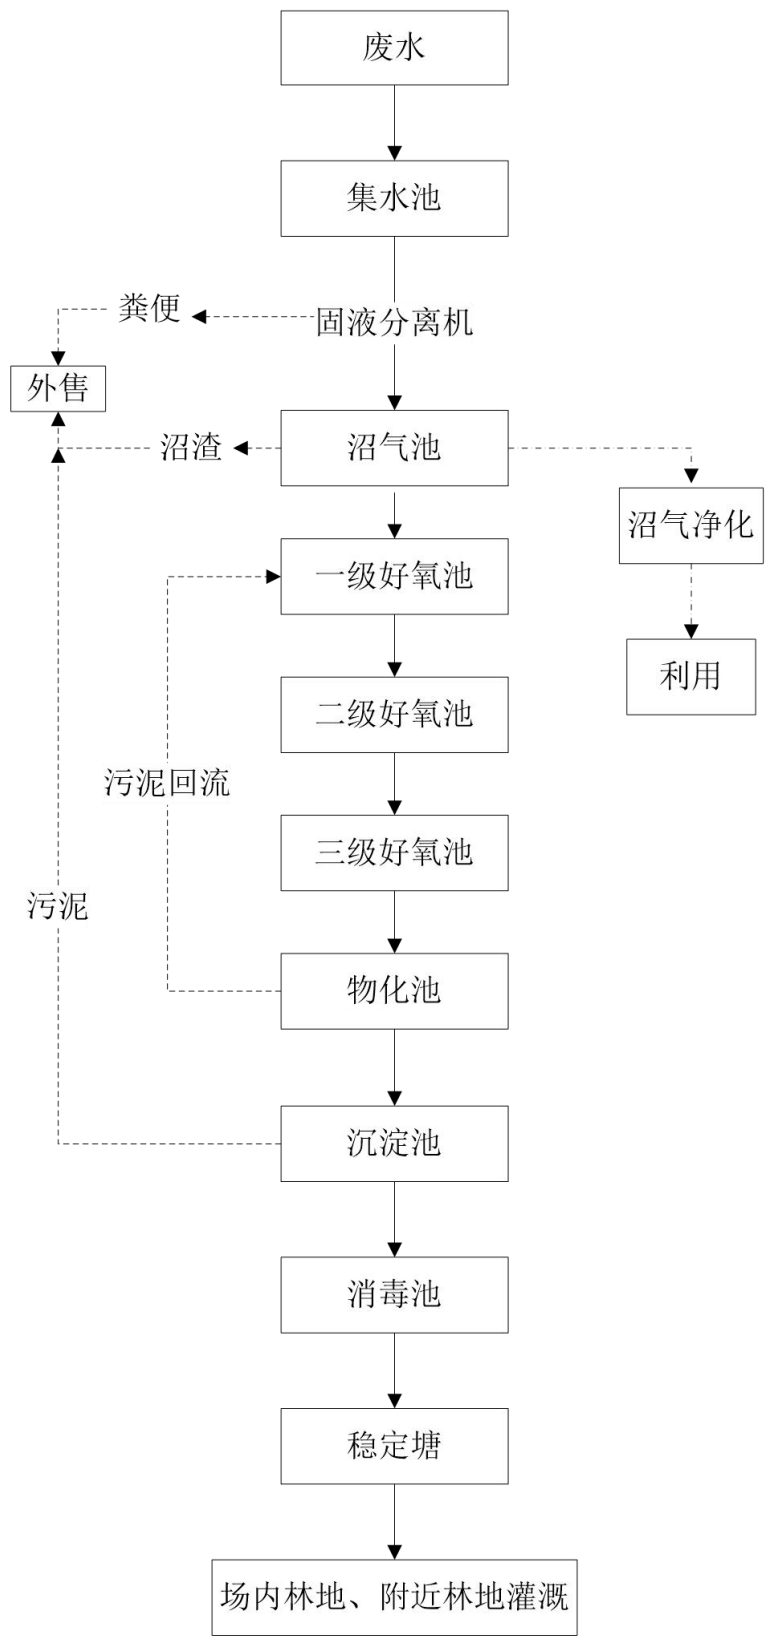 废水
集水池
粪便
固液分离机
外售
沼渣
沼气池
沼气净化
一级好氧池
利用
二级好氧池
污泥回流
三级好氧池
污泥
物化池
沉淀池
消毒池
稳定塘
场内林地、附近林地灌溉